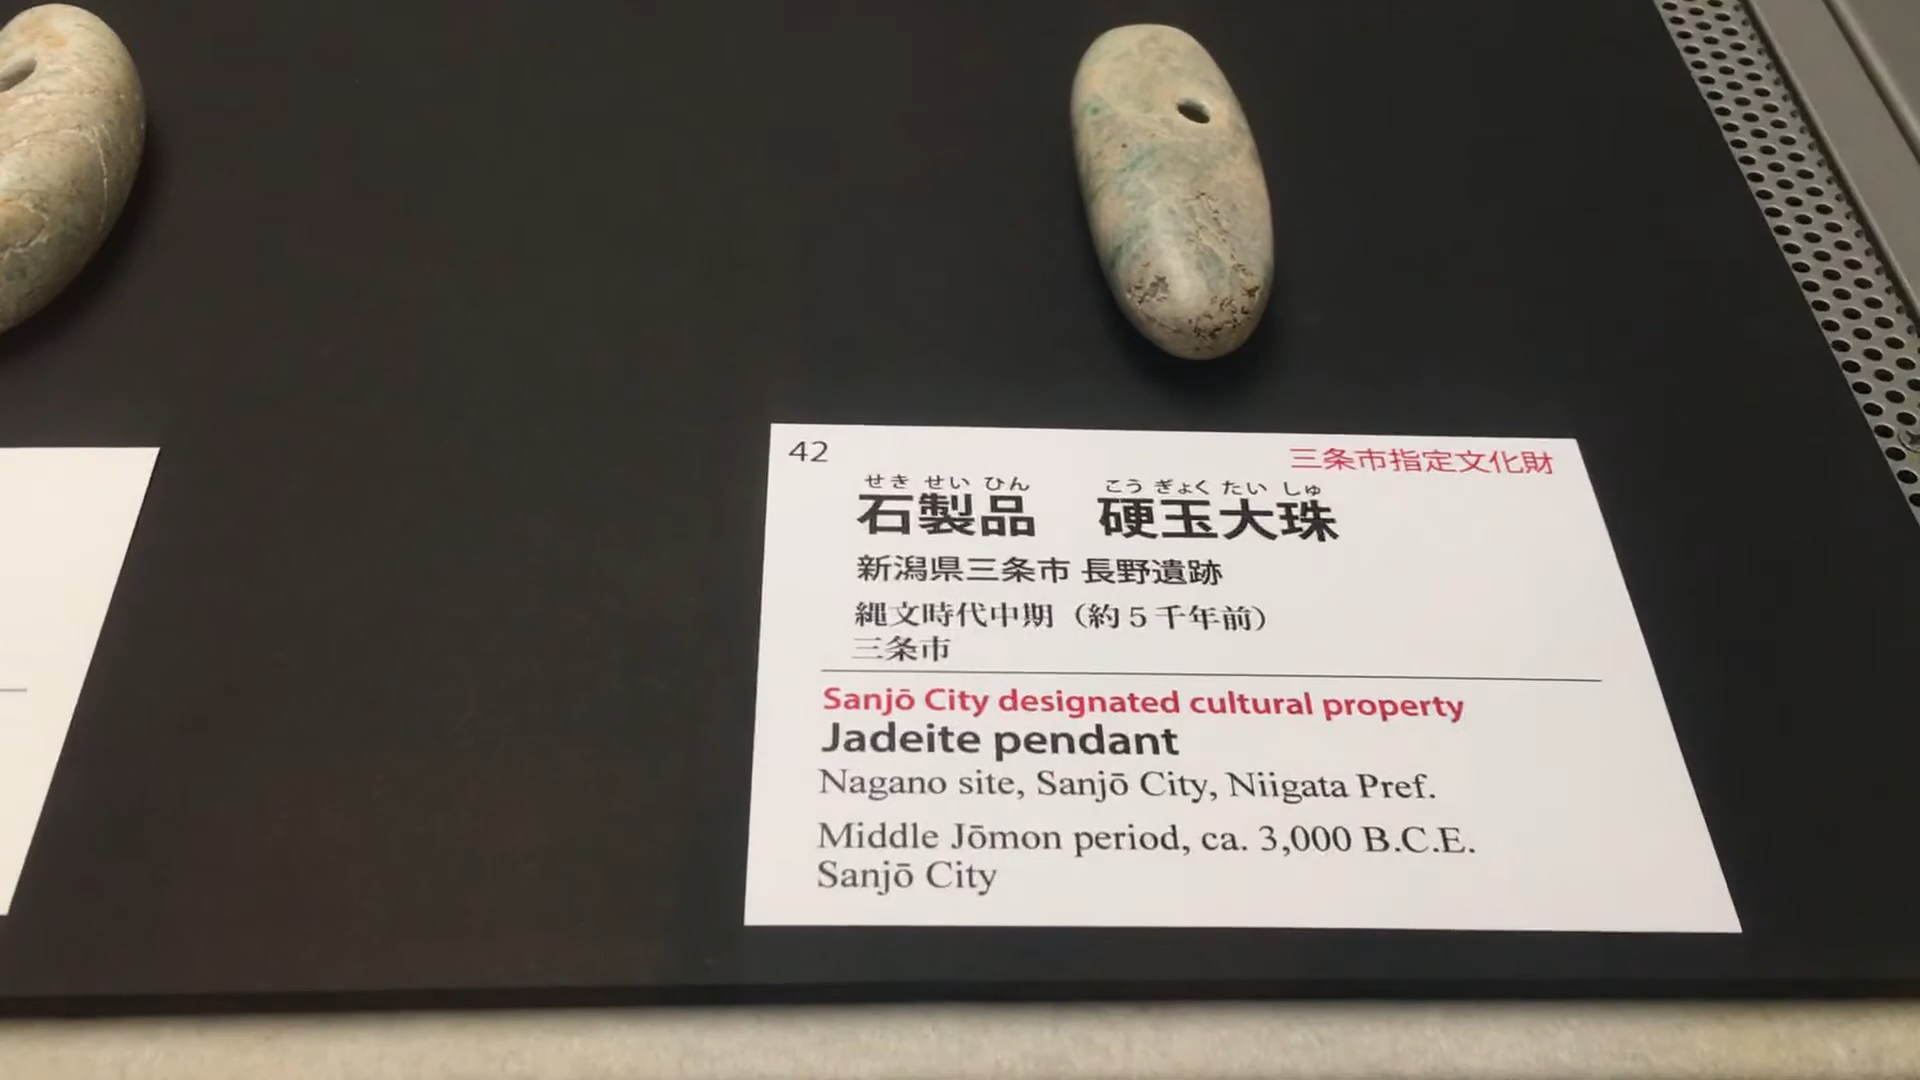 42
三条市指定文化財
せき せい ひん こう ぎょく たい しゅ
石製品 硬玉大珠
新潟県三条市 長野遺跡
縄文時代中期（約5千年前）
三条市
Sanjō City designated cultural property
Jadeite pendant
Nagano site, Sanjō City, Niigata Pref.
Middle Jōmon period, ca. 3,000 B.C.E.
Sanjō City